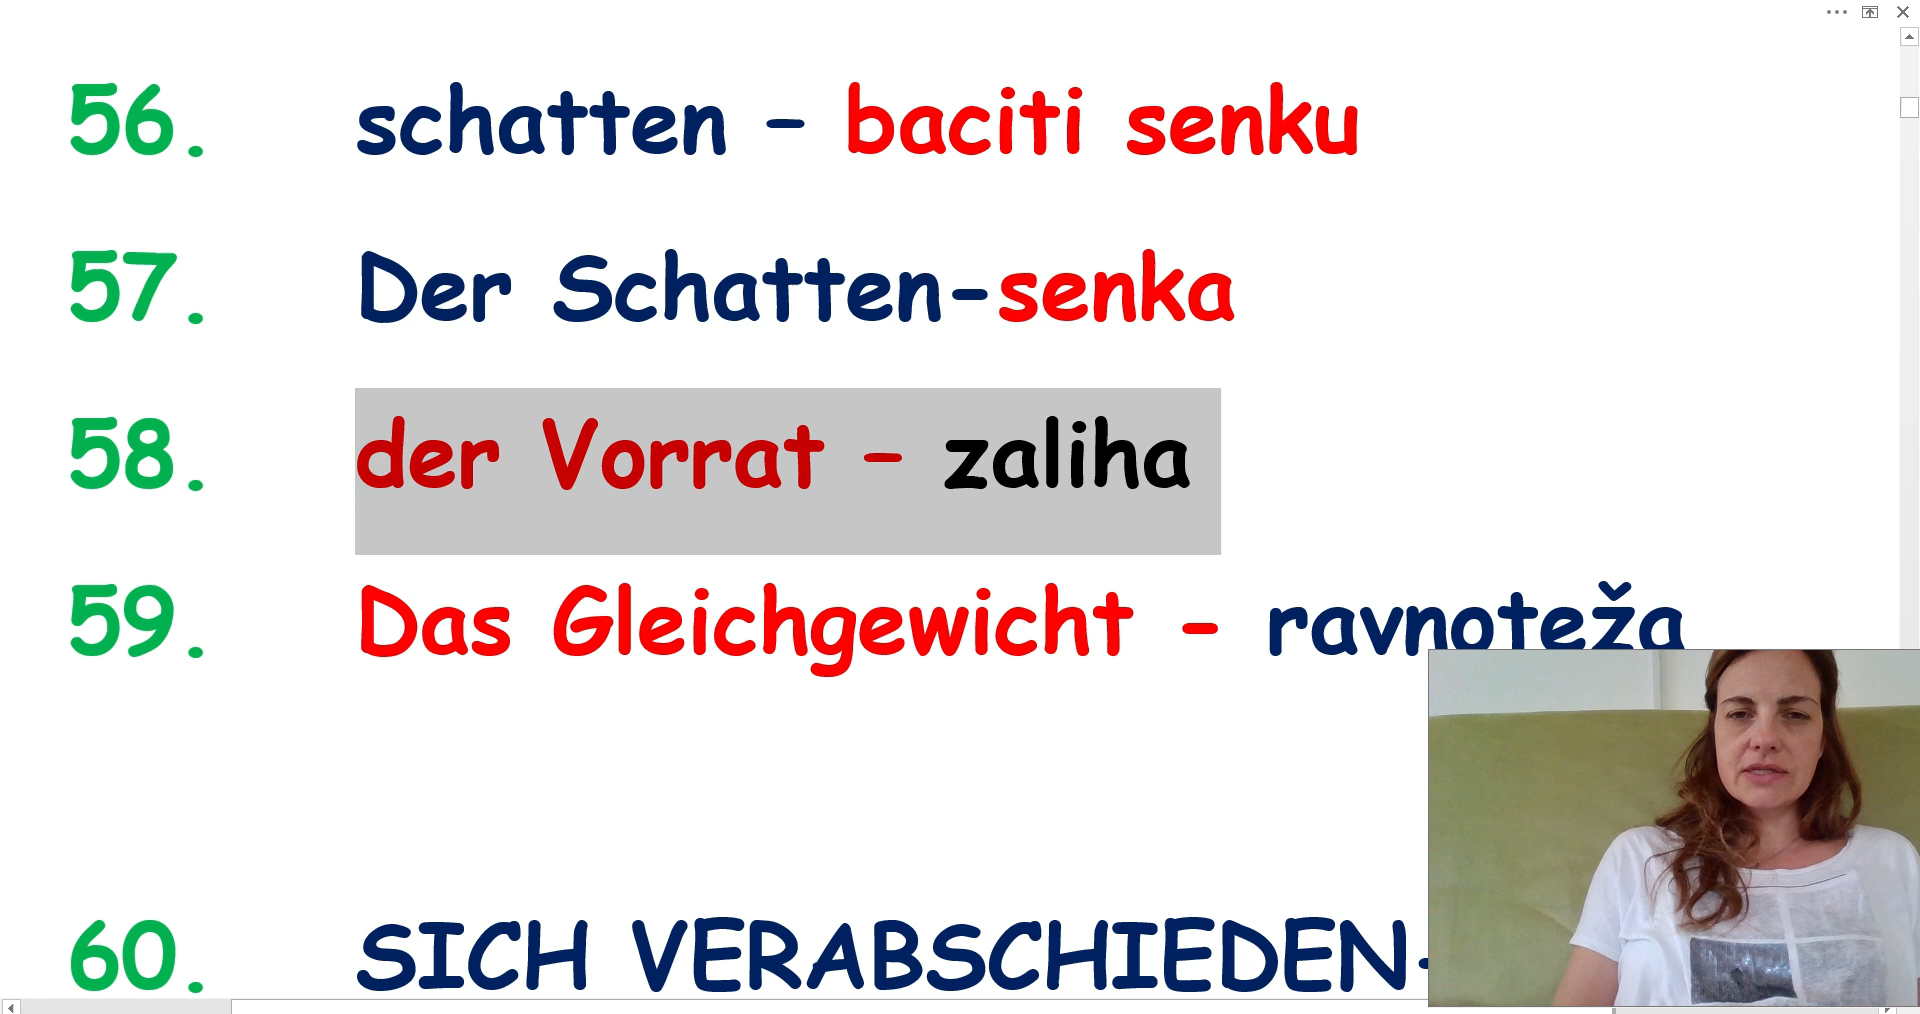 56. schatten – baciti senku
57. Der Schatten-senka
58. der Vorrat – zaliha
59. Das Gleichgewicht - ravnoteža
60. SICH VERABSCHIEDEN-